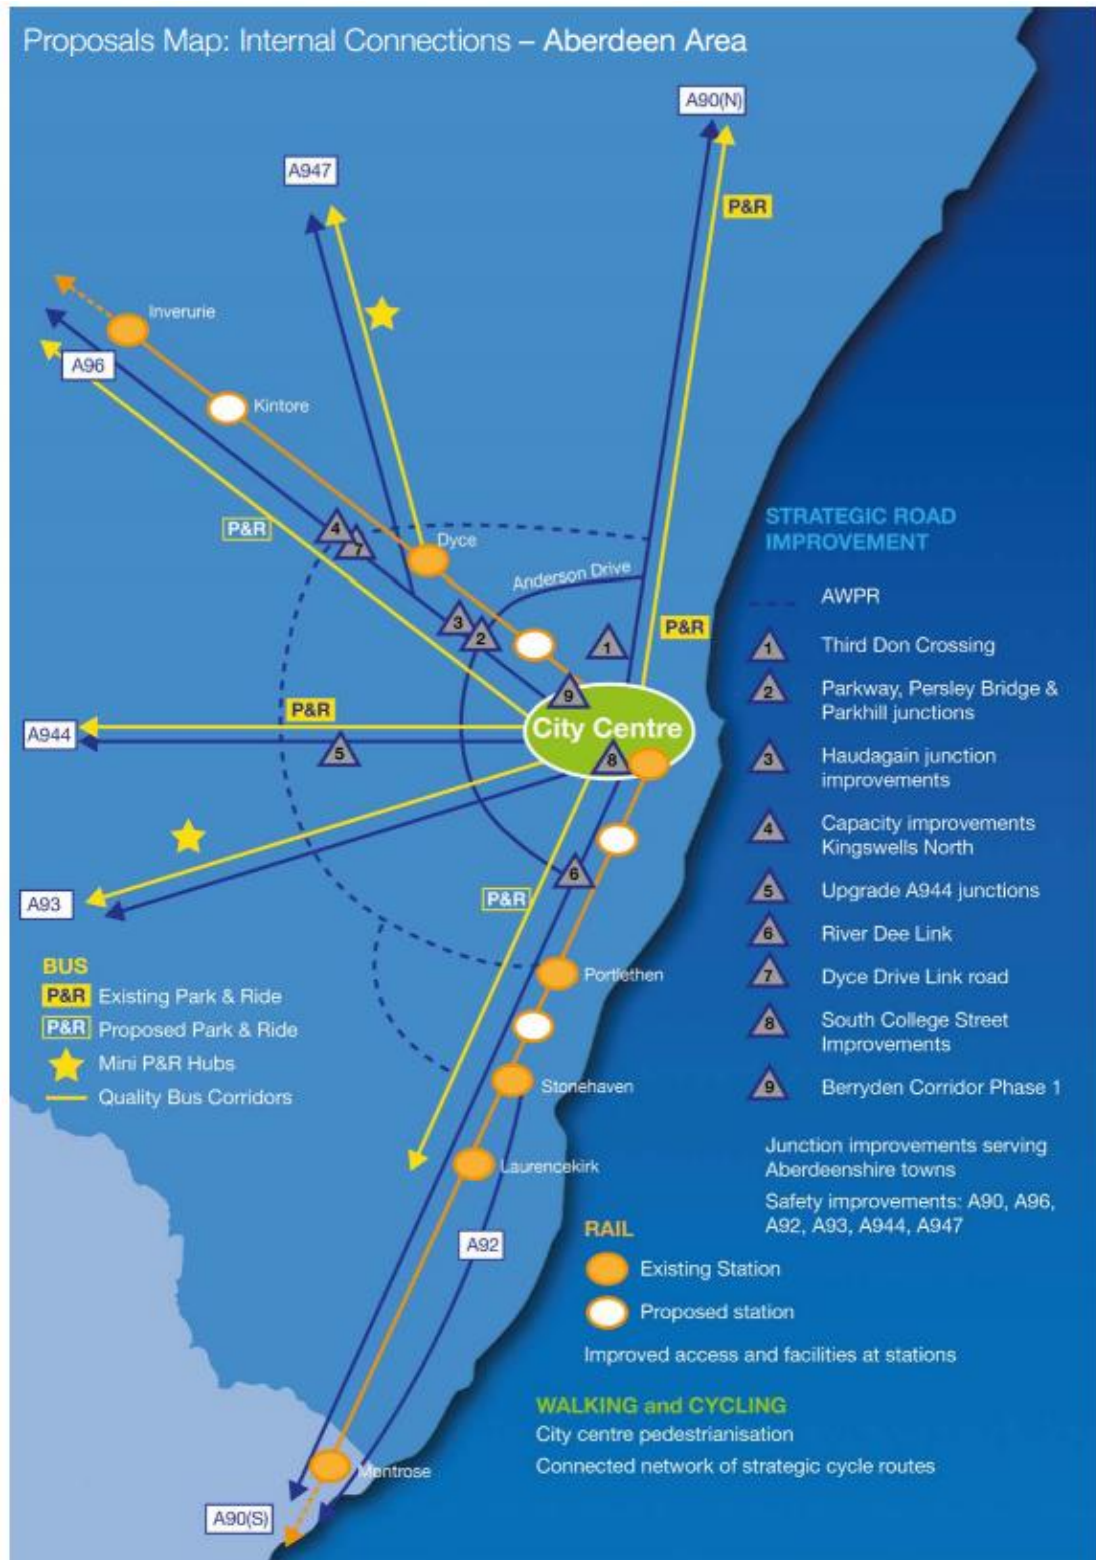 Proposals Map: Internal Connections – Aberdeen Area
A90(N)
A947
P&R
Inverurie
A96
Kintore
P&R
4
7
Dyce
Anderson Drive
3
2
1
P&R
9
City Centre
P&R
A944
5
8
6
P&R
A93
Portlethen
Stonehaven
Laurencekirk
A92
Montrose
A90(S)
BUS
P&R Existing Park & Ride
P&R Proposed Park & Ride
Mini P&R Hubs
Quality Bus Corridors
STRATEGIC ROAD
IMPROVEMENT
AWPR
1 Third Don Crossing
2 Parkway, Persley Bridge &
Parkhill junctions
3 Haudagain junction
improvements
4 Capacity improvements
Kingswells North
5 Upgrade A944 junctions
6 River Dee Link
7 Dyce Drive Link road
8 South College Street
Improvements
9 Berryden Corridor Phase 1
Junction improvements serving
Aberdeenshire towns
Safety improvements: A90, A96,
A92, A93, A944, A947
RAIL
Existing Station
Proposed station
Improved access and facilities at stations
WALKING and CYCLING
City centre pedestrianisation
Connected network of strategic cycle routes